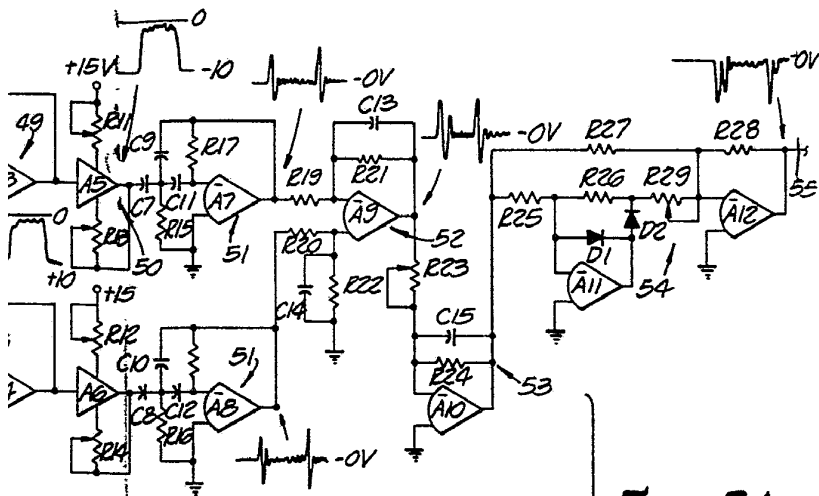 0
-10
+15V
R11
49
A5
R13
C9
R17
C7
C11
R15
A7
50
51
-0V
R19
C13
R21
A9
52
-0V
R20
R22
C14
R23
C15
R24
A10
53
R27
R28
R25
R26
R29
D1
D2
A11
A12
54
55
+0V
0
+10
+15
R12
A6
R14
C10
C8
C12
R16
A8
51
-0V